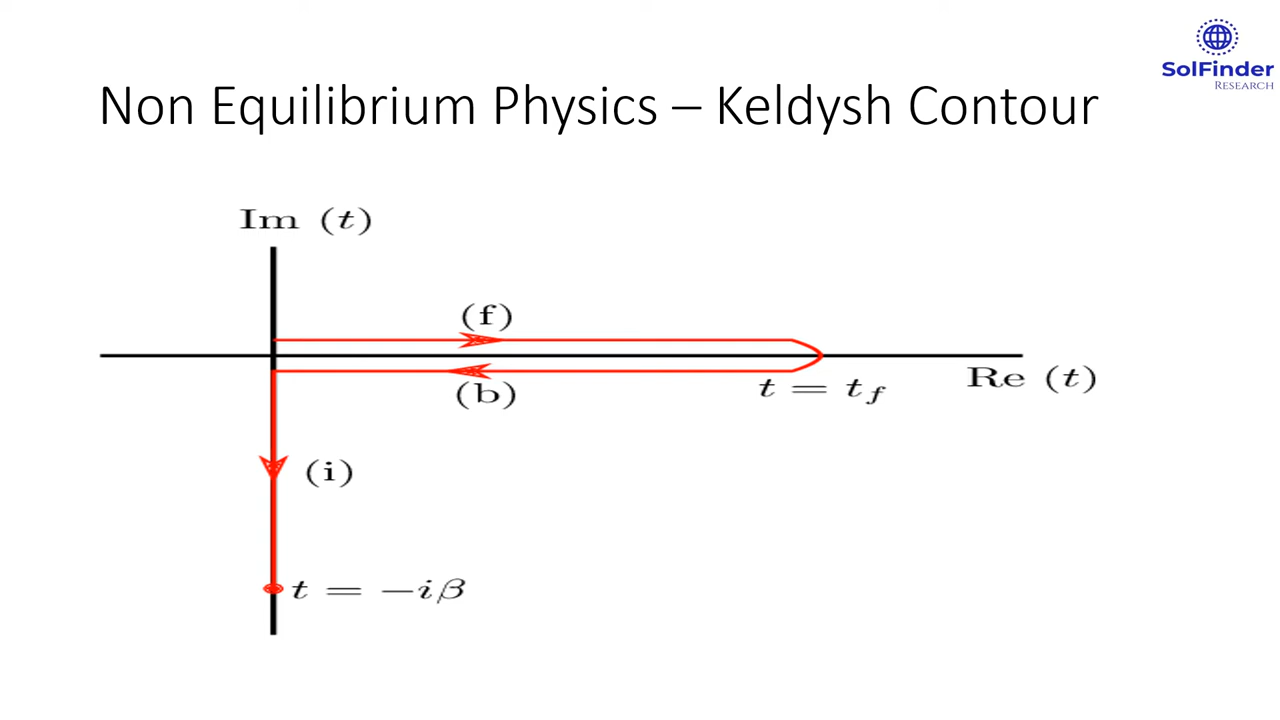 SolFinder
RESEARCH
Non Equilibrium Physics – Keldysh Contour
Im (t)
(f)
(b)
t = t_f
Re (t)
(i)
t = −iβ